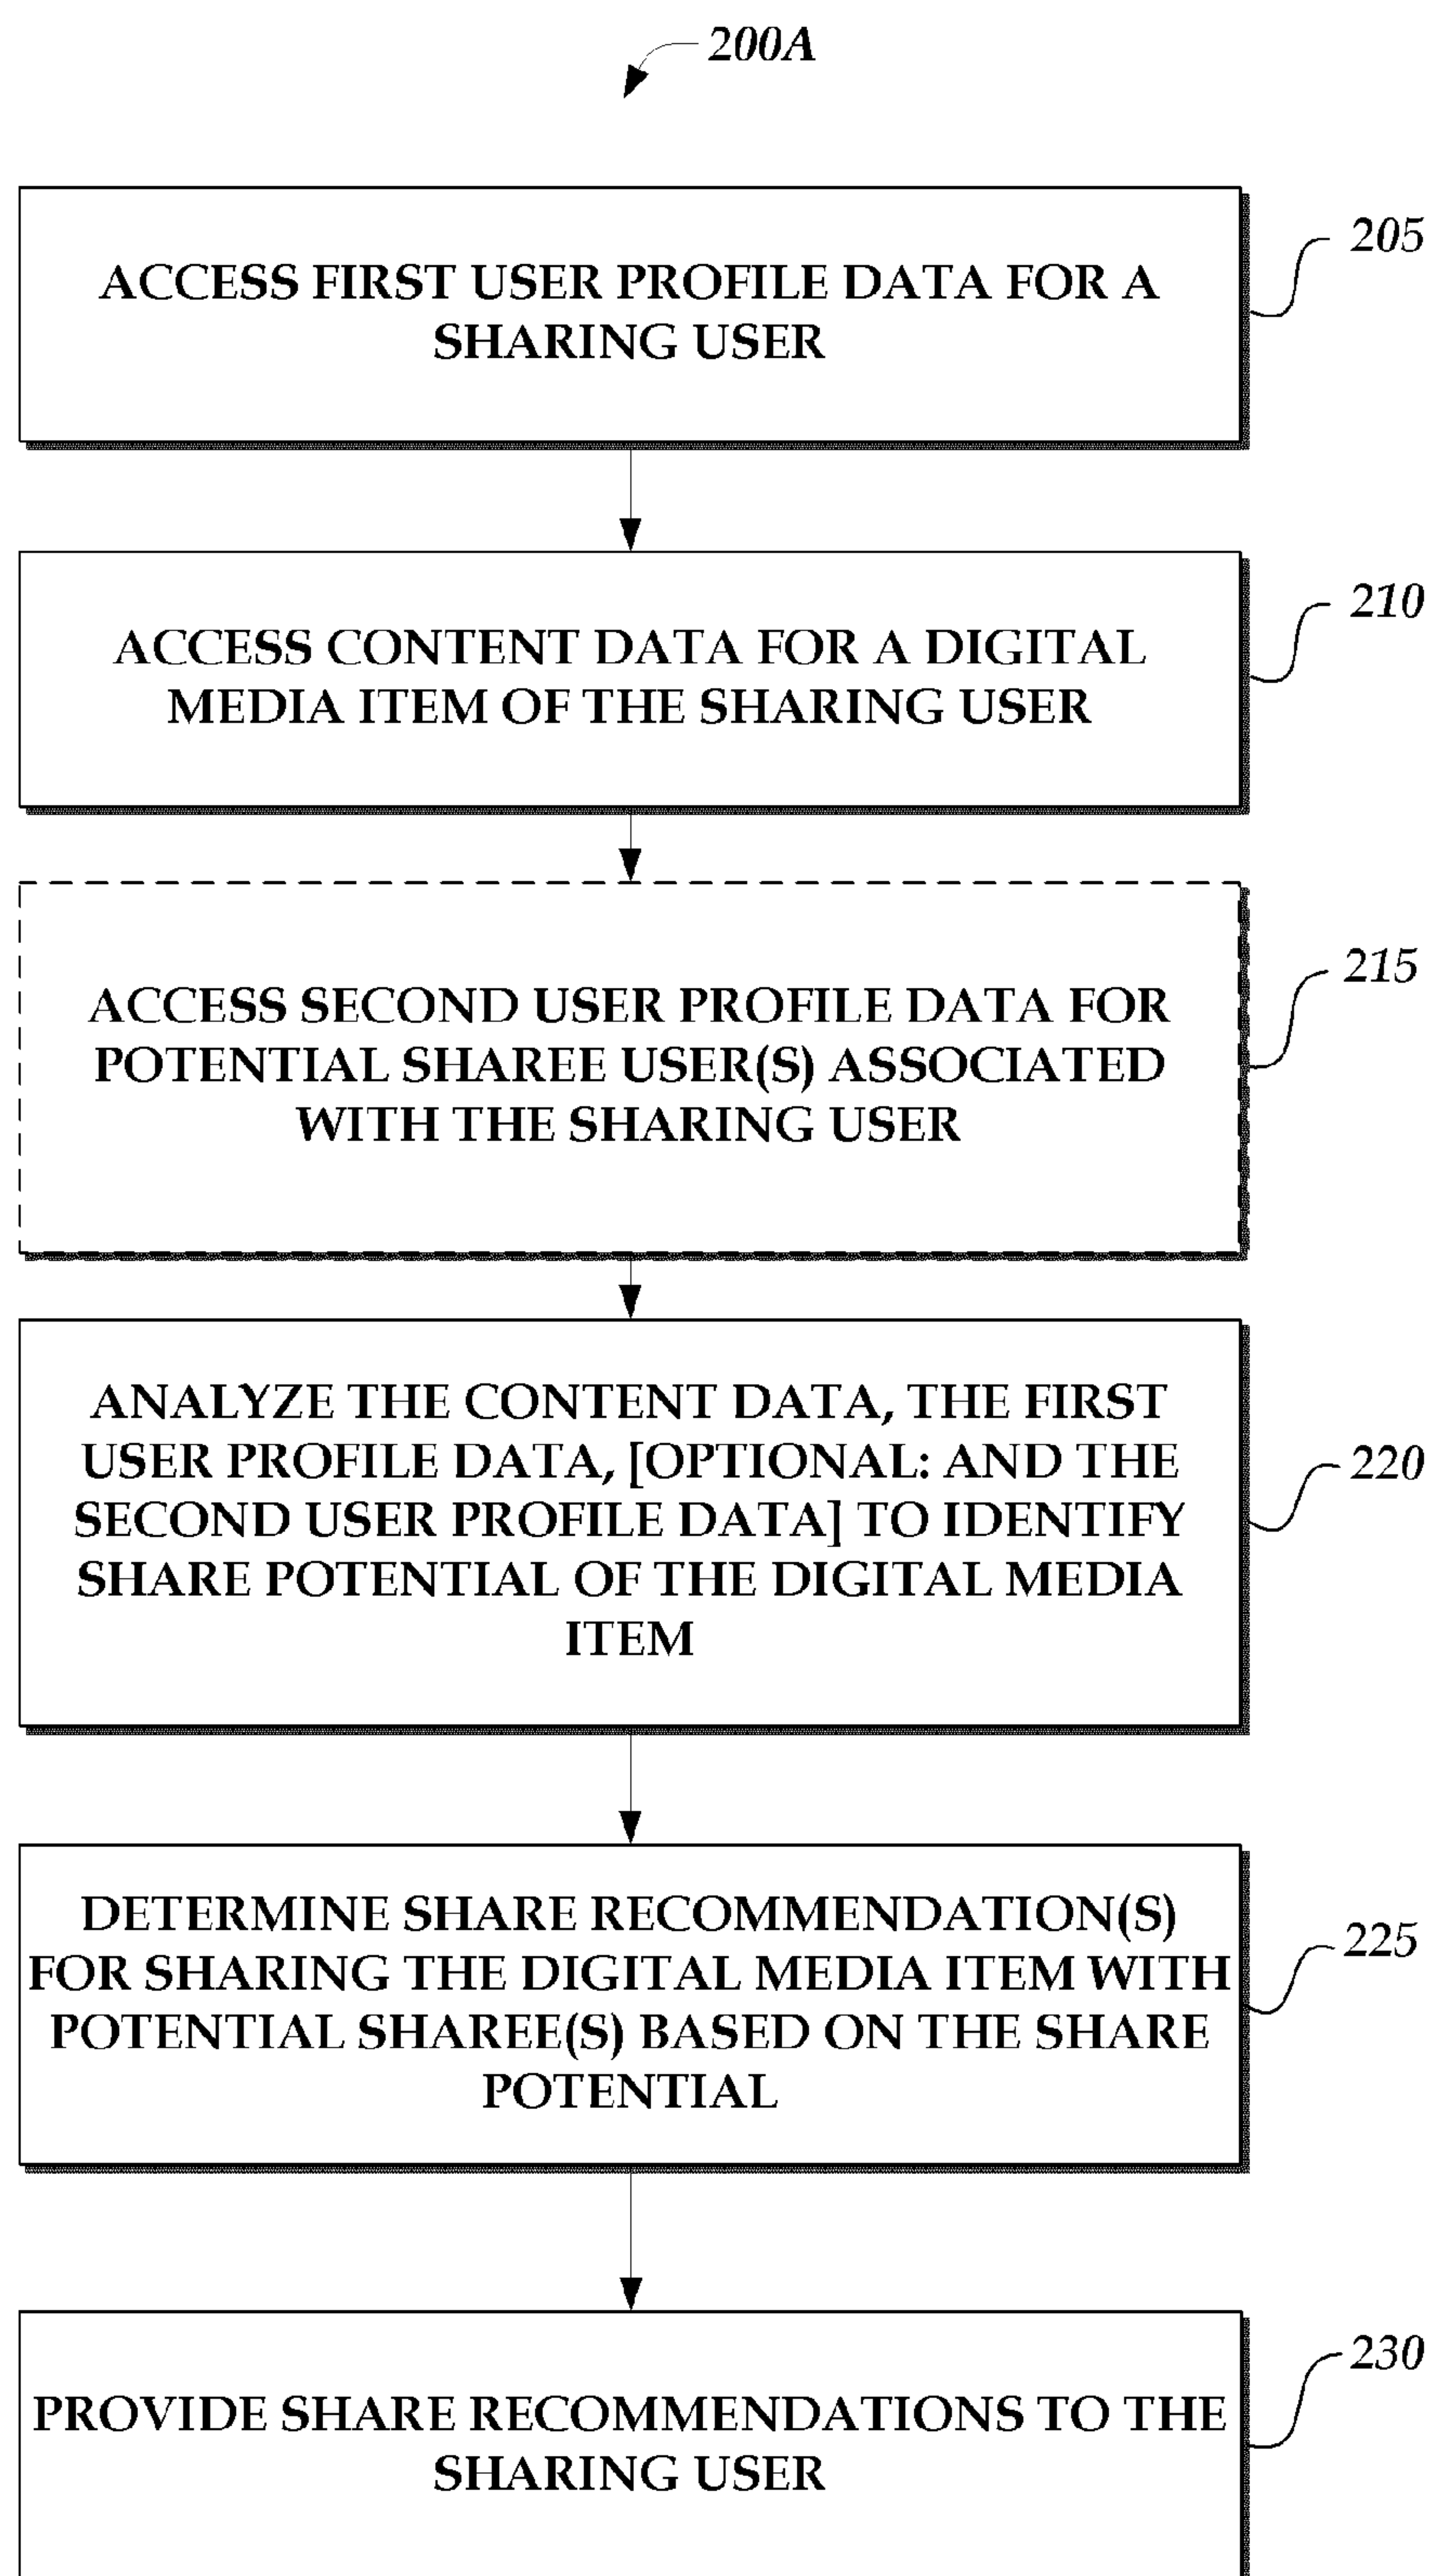 200A
ACCESS FIRST USER PROFILE DATA FOR A
SHARING USER
205
ACCESS CONTENT DATA FOR A DIGITAL
MEDIA ITEM OF THE SHARING USER
210
ACCESS SECOND USER PROFILE DATA FOR
POTENTIAL SHAREE USER(S) ASSOCIATED
WITH THE SHARING USER
215
ANALYZE THE CONTENT DATA, THE FIRST
USER PROFILE DATA, [OPTIONAL: AND THE
SECOND USER PROFILE DATA] TO IDENTIFY
SHARE POTENTIAL OF THE DIGITAL MEDIA
ITEM
220
DETERMINE SHARE RECOMMENDATION(S)
FOR SHARING THE DIGITAL MEDIA ITEM WITH
POTENTIAL SHAREE(S) BASED ON THE SHARE
POTENTIAL
225
PROVIDE SHARE RECOMMENDATIONS TO THE
SHARING USER
230